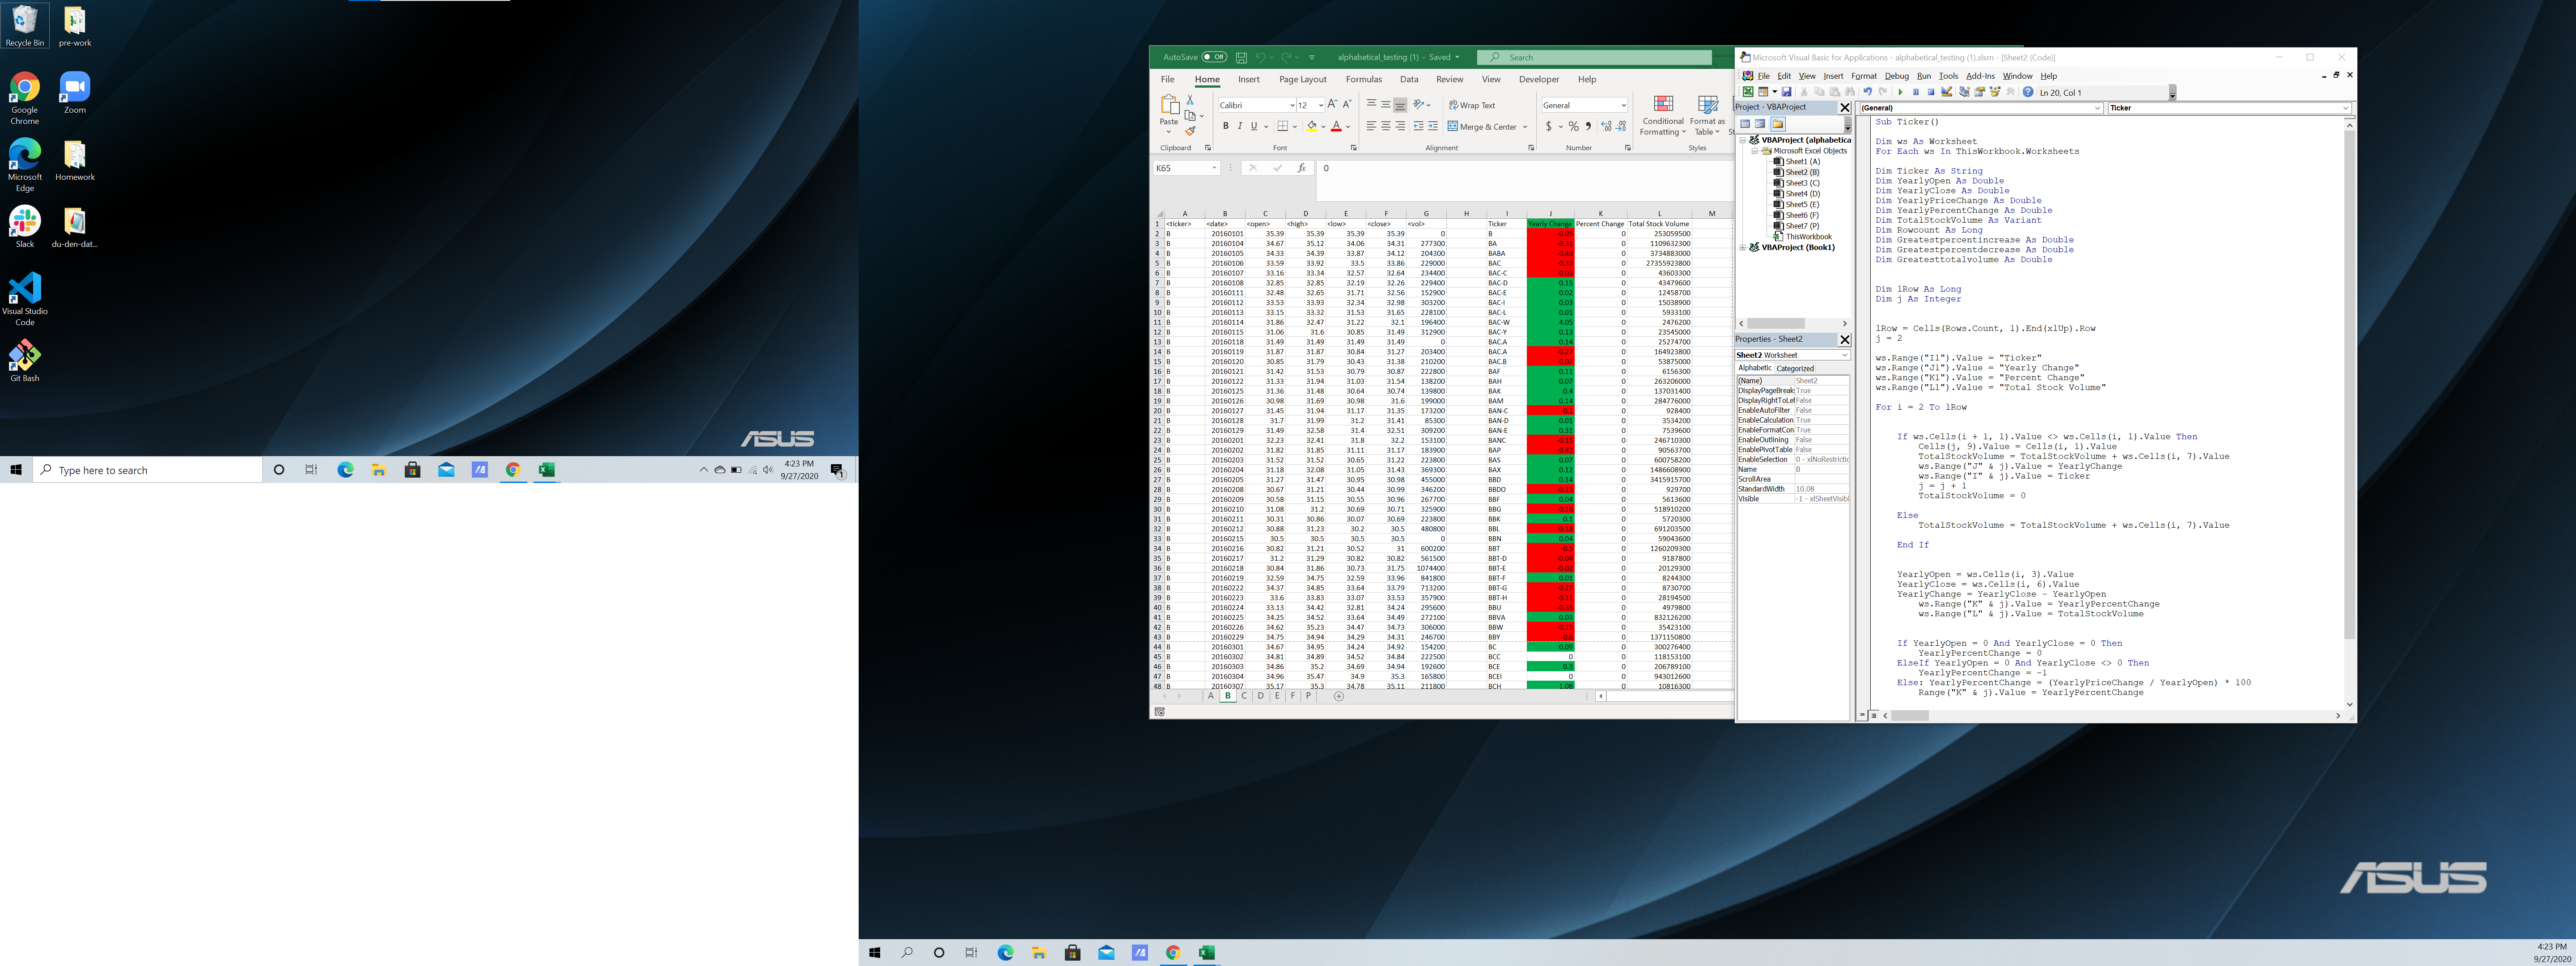 Recycle Bin
pre-work
Google Chrome
Zoom
Microsoft Edge
Homework
Slack
du-den-dat...
Visual Studio Code
Git Bash
ASUS
Type here to search
4:23 PM
9/27/2020
AutoSave Off
alphabetical_testing (1) - Saved
Search
File Home Insert Page Layout Formulas Data Review View Developer Help
Paste
Calibri 12
B I U
Wrap Text
Merge & Center
General
$ % 9
Conditional Formatting
Format as Table
Clipboard Font Alignment Number Styles
K65 fx 0
A B C D E F G H I J K L M
1 <ticker> <date> <open> <high> <low> <close> <vol> Ticker Yearly Change Percent Change Total Stock Volume
2 B 20160101 35.39 35.39 35.39 35.39 0 B -0.05 0 253059500
3 B 20160104 34.67 35.12 34.06 34.31 277300 BA -0.31 0 1109632300
4 B 20160105 34.33 34.39 33.87 34.12 204300 BABA -0.49 0 3734883000
5 B 20160106 33.59 33.92 33.5 33.86 229000 BAC -0.33 0 27355923800
6 B 20160107 33.16 33.34 32.57 32.64 234400 BAC-C -0.03 0 43603300
7 B 20160108 32.85 32.85 32.19 32.26 229400 BAC-D 0.15 0 43479600
8 B 20160111 32.48 32.65 31.71 32.56 152900 BAC-E 0.02 0 12458700
9 B 20160112 33.53 33.93 32.34 32.98 303200 BAC-I 0.03 0 15038900
10 B 20160113 33.15 33.32 31.53 31.65 228100 BAC-L 0.01 0 5933100
11 B 20160114 31.86 32.47 31.22 32.1 196400 BAC-W 4.05 0 2476200
12 B 20160115 31.06 31.6 30.85 31.49 312900 BAC-Y 0.13 0 23545000
13 B 20160118 31.49 31.49 31.49 31.49 0 BAC.A 0.14 0 25274700
14 B 20160119 31.87 31.87 30.84 31.27 203400 BAC.A -0.27 0 164923800
15 B 20160120 30.85 31.79 30.43 31.38 210200 BAC.B -0.07 0 53875000
16 B 20160121 31.42 31.53 30.79 30.87 222800 BAF 0.11 0 6156300
17 B 20160122 31.33 31.94 31.03 31.54 138200 BAH 0.07 0 263206000
18 B 20160125 31.36 31.48 30.64 30.74 139800 BAK 0.4 0 137031400
19 B 20160126 30.98 31.69 30.98 31.6 199000 BAM 0.14 0 284776000
20 B 20160127 31.45 31.94 31.17 31.35 173200 BAN-C -0.1 0 928400
21 B 20160128 31.7 31.99 31.2 31.41 85300 BAN-D 0.01 0 3534200
22 B 20160129 31.49 32.58 31.4 32.51 309200 BAN-E 0.31 0 7539600
23 B 20160201 32.23 32.41 31.8 32.2 153100 BANC -0.15 0 246710300
24 B 20160202 31.82 31.85 31.11 31.17 183900 BAP -0.42 0 90563700
25 B 20160203 31.52 31.52 30.65 31.22 223800 BAS 0.07 0 600758200
26 B 20160204 31.18 32.08 31.05 31.43 369300 BAX 0.12 0 1486608900
27 B 20160205 31.27 31.47 30.95 30.98 455000 BBD 0.14 0 3415915700
28 B 20160208 30.67 31.21 30.44 30.99 346200 BBDO -0.15 0 929700
29 B 20160209 30.58 31.15 30.55 30.96 267700 BBF 0.04 0 5613600
30 B 20160210 31.08 31.2 30.69 30.71 325900 BBG -0.16 0 518910200
31 B 20160211 30.31 30.86 30.07 30.69 223800 BBK 0.1 0 5720300
32 B 20160212 30.88 31.23 30.2 30.5 480800 BBL -0.18 0 691203500
33 B 20160215 30.5 30.5 30.5 30.5 0 BBN 0.04 0 59043600
34 B 20160216 30.82 31.21 30.52 31 600200 BBT -0.5 0 1260209300
35 B 20160217 31.2 31.29 30.82 30.82 561500 BBT-D -0.04 0 9187800
36 B 20160218 30.84 31.86 30.73 31.75 1074400 BBT-E -0.02 0 20129300
37 B 20160219 32.59 34.75 32.59 33.96 841800 BBT-F 0.01 0 8244300
38 B 20160222 34.37 34.85 33.64 33.79 713200 BBT-G -0.22 0 8730700
39 B 20160223 33.6 33.83 33.07 33.53 357900 BBT-H -0.11 0 28194500
40 B 20160224 33.13 34.42 32.81 34.24 295600 BBU -0.35 0 4979800
41 B 20160225 34.25 34.52 33.64 34.49 272100 BBVA 0.03 0 832126200
42 B 20160226 34.62 35.23 34.47 34.73 306000 BBW -0.15 0 35423100
43 B 20160229 34.75 34.94 34.29 34.31 246700 BBY -0.6 0 1371150800
44 B 20160301 34.67 34.95 34.24 34.92 154200 BC 0.09 0 300276400
45 B 20160302 34.81 34.89 34.52 34.84 222500 BCC 0 0 118153100
46 B 20160303 34.86 35.2 34.69 34.94 192600 BCE 0.3 0 206789100
47 B 20160304 34.96 35.47 34.9 35.3 165800 BCEI 0 0 943012600
48 B 20160307 35.17 35.3 34.78 35.11 211800 BCH 1.06 0 10816300
A B C D E F P
Microsoft Visual Basic for Applications - alphabetical_testing (1).xlsm - [Sheet2 (Code)]
File Edit View Insert Format Debug Run Tools Add-Ins Window Help
Ln 20, Col 1
Project - VBAProject
VBAProject (alphabetica
Microsoft Excel Objects
Sheet1 (A)
Sheet2 (B)
Sheet3 (C)
Sheet4 (D)
Sheet5 (E)
Sheet6 (F)
Sheet7 (P)
ThisWorkbook
VBAProject (Book1)
Properties - Sheet2
Sheet2 Worksheet
Alphabetic Categorized
(Name) Sheet2
DisplayPageBreaks True
DisplayRightToLef False
EnableAutoFilter False
EnableCalculation True
EnableFormatCon True
EnableOutlining False
EnablePivotTable False
EnableSelection 0 - xlNoRestrictio
Name B
ScrollArea
StandardWidth 10.08
Visible -1 - xlSheetVisibl
(General) Ticker
Sub Ticker()
Dim ws As Worksheet
For Each ws In ThisWorkbook.Worksheets
Dim Ticker As String
Dim YearlyOpen As Double
Dim YearlyClose As Double
Dim YearlyPriceChange As Double
Dim YearlyPercentChange As Double
Dim TotalStockVolume As Variant
Dim Rowcount As Long
Dim Greatestpercentincrease As Double
Dim Greatestpercentdecrease As Double
Dim Greatesttotalvolume As Double
Dim lRow As Long
Dim j As Integer
lRow = Cells(Rows.Count, 1).End(xlUp).Row
j = 2
ws.Range("I1").Value = "Ticker"
ws.Range("J1").Value = "Yearly Change"
ws.Range("K1").Value = "Percent Change"
ws.Range("L1").Value = "Total Stock Volume"
For i = 2 To lRow
If ws.Cells(i + 1, 1).Value <> ws.Cells(i, 1).Value Then
Cells(j, 9).Value = Cells(i, 1).Value
TotalStockVolume = TotalStockVolume + ws.Cells(i, 7).Value
ws.Range("J" & j).Value = YearlyChange
ws.Range("I" & j).Value = Ticker
j = j + 1
TotalStockVolume = 0
Else
TotalStockVolume = TotalStockVolume + ws.Cells(i, 7).Value
End If
YearlyOpen = ws.Cells(i, 3).Value
YearlyClose = ws.Cells(i, 6).Value
YearlyChange = YearlyClose - YearlyOpen
ws.Range("K" & j).Value = YearlyPercentChange
ws.Range("L" & j).Value = TotalStockVolume
If YearlyOpen = 0 And YearlyClose = 0 Then
YearlyPercentChange = 0
ElseIf YearlyOpen = 0 And YearlyClose <> 0 Then
YearlyPercentChange = -1
Else: YearlyPercentChange = (YearlyPriceChange / YearlyOpen) * 100
Range("K" & j).Value = YearlyPercentChange
ASUS
4:23 PM
9/27/2020